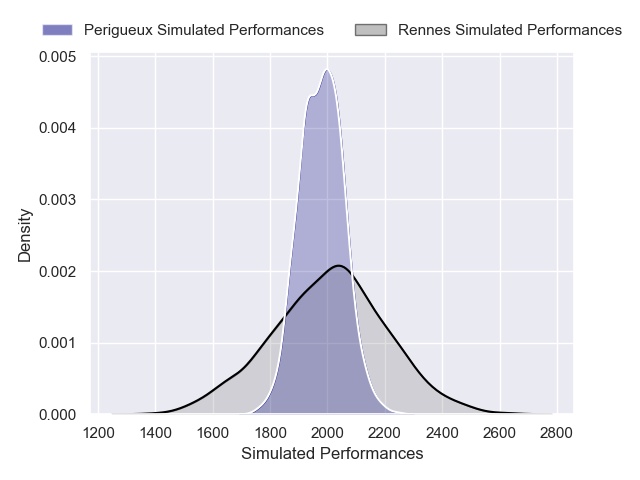 Perigueux Simulated Performances Rennes Simulated Performances
0.005
0.004
0.003
0.002
0.001
0.000
Density
1200 1400 1600 1800 2000 2200 2400 2600 2800
Simulated Performances